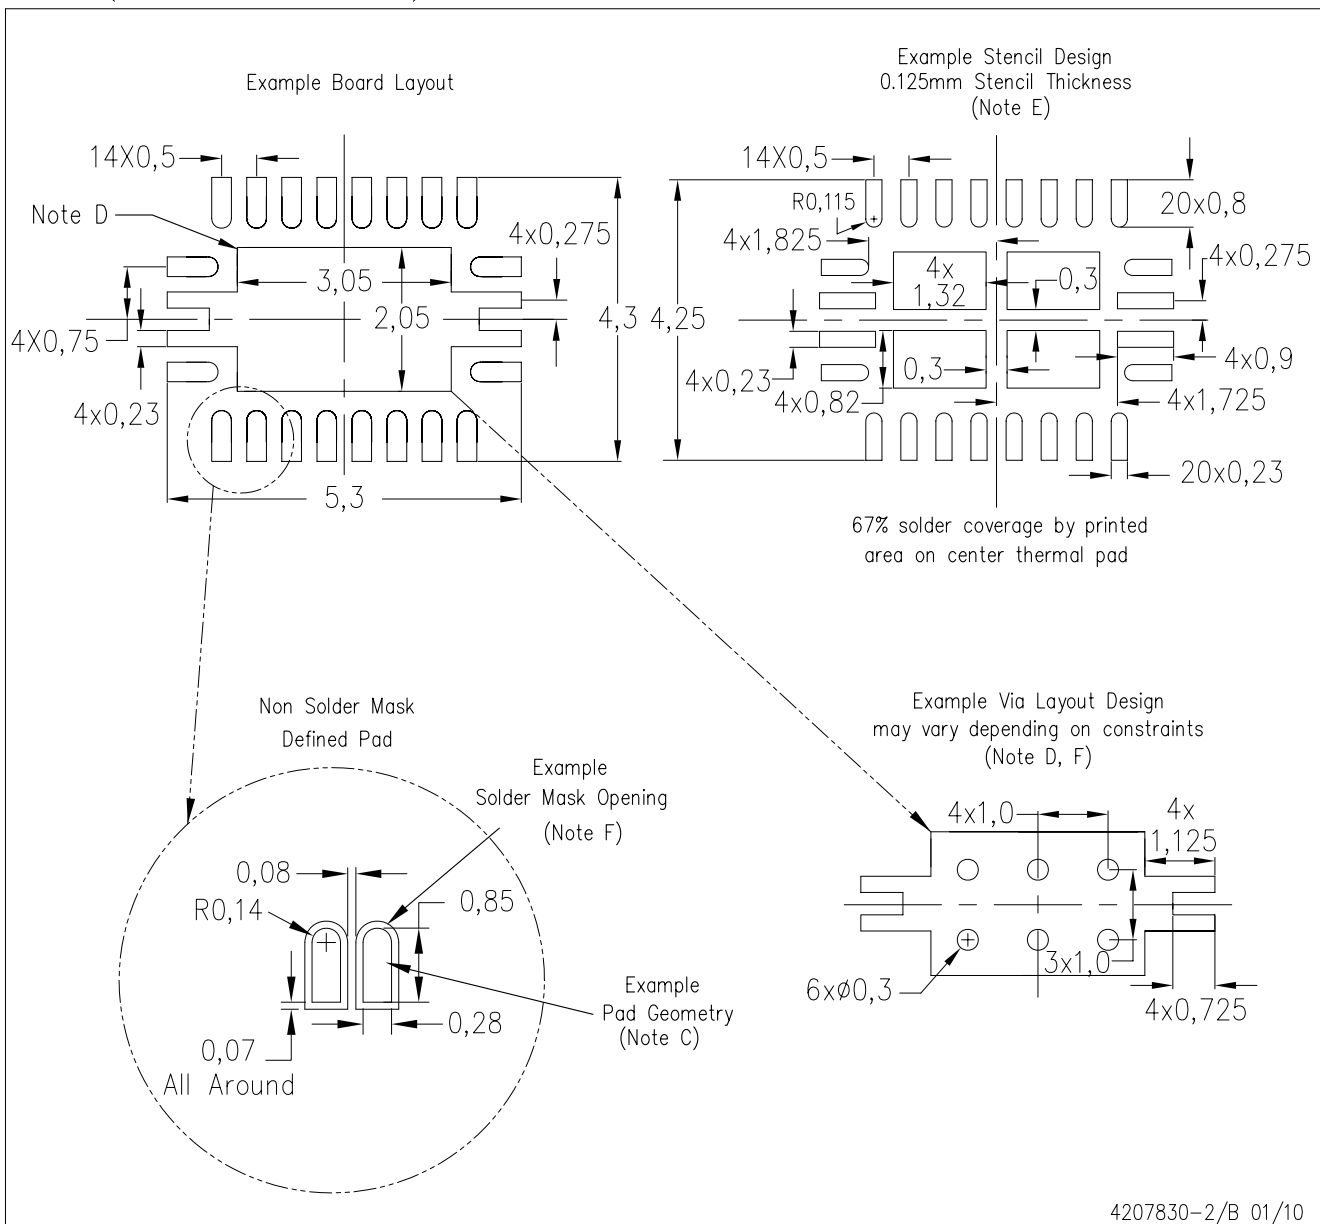 Example Board Layout
14X0,5
Note D
4x0,275
3,05
2,05
4,3
4X0,75
4x0,23
5,3
Example Stencil Design
0.125mm Stencil Thickness
(Note E)
14X0,5
R0,115
20x0,8
4x1,825
4x0,275
4x
1,32
0,3
4,25
4x0,23
0,3
4x0,9
4x0,82
4x1,725
20x0,23
67% solder coverage by printed
area on center thermal pad
Non Solder Mask
Defined Pad
Example
Solder Mask Opening
(Note F)
0,08
R0,14
0,85
Example
Pad Geometry
(Note C)
0,28
0,07
All Around
Example Via Layout Design
may vary depending on constraints
(Note D, F)
4x1,0
4x
1,125
3x1,0
6xø0,3
4x0,725
4207830-2/B 01/10